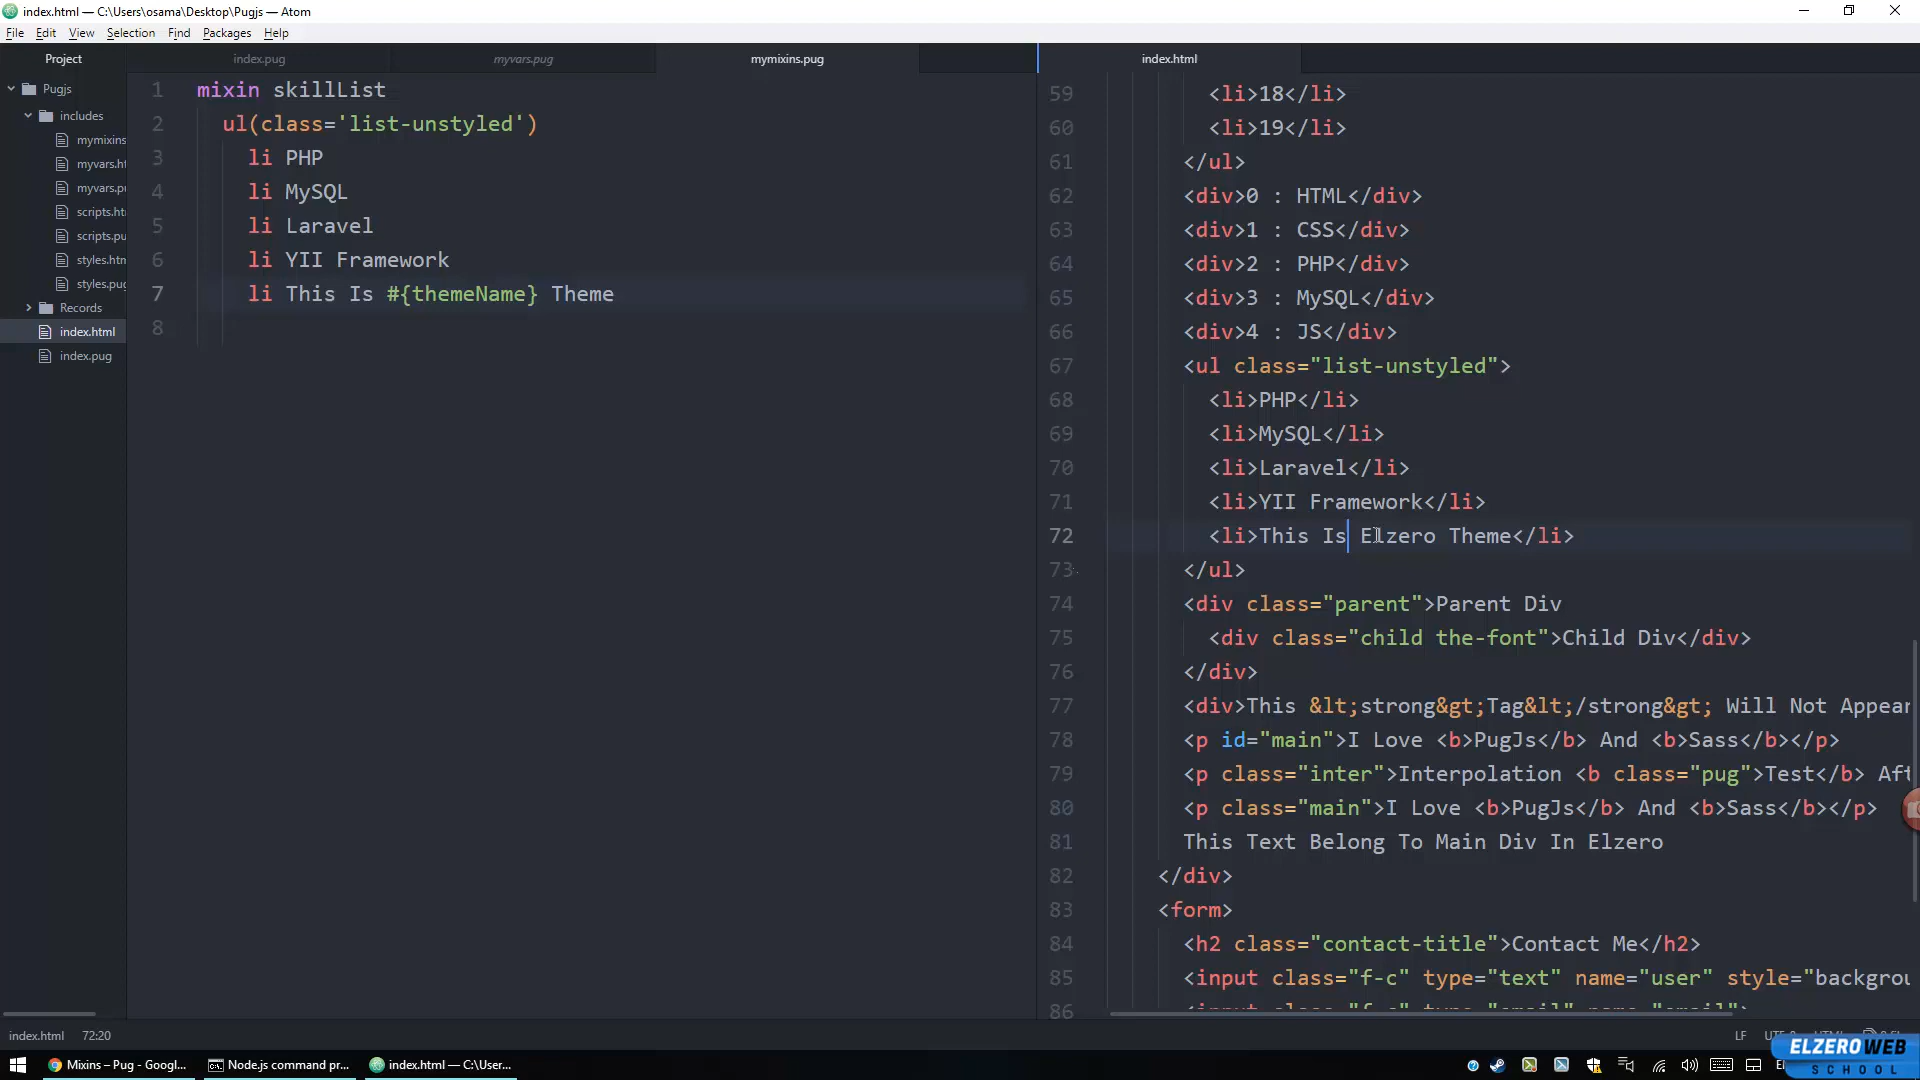 index.html — C:\Users\osama\Desktop\Pugjs — Atom
File Edit View Selection Find Packages Help
Project
Pugjs
includes
mymixins
myvars.h
myvars.pu
scripts.ht
scripts.pu
styles.htm
styles.pug
Records
index.html
index.pug
index.pug myvars.pug mymixins.pug
1 mixin skillList
2 ul(class='list-unstyled')
3 li PHP
4 li MySQL
5 li Laravel
6 li YII Framework
7 li This Is #{themeName} Theme
8
index.html
59 <li>18</li>
60 <li>19</li>
61 </ul>
62 <div>0 : HTML</div>
63 <div>1 : CSS</div>
64 <div>2 : PHP</div>
65 <div>3 : MySQL</div>
66 <div>4 : JS</div>
67 <ul class="list-unstyled">
68 <li>PHP</li>
69 <li>MySQL</li>
70 <li>Laravel</li>
71 <li>YII Framework</li>
72 <li>This Is Elzero Theme</li>
73 </ul>
74 <div class="parent">Parent Div
75 <div class="child the-font">Child Div</div>
76 </div>
77 <div>This &lt;strong&gt;Tag&lt;/strong&gt; Will Not Appear
78 <p id="main">I Love <b>PugJs</b> And <b>Sass</b></p>
79 <p class="inter">Interpolation <b class="pug">Test</b> Aft
80 <p class="main">I Love <b>PugJs</b> And <b>Sass</b></p>
81 This Text Belong To Main Div In Elzero
82 </div>
83 <form>
84 <h2 class="contact-title">Contact Me</h2>
85 <input class="f-c" type="text" name="user" style="backgrou
86
index.html 72:20
LF
Mixins – Pug - Googl...
Node.js command pr...
index.html — C:\User...
ELZEROWEB
SCHOOL